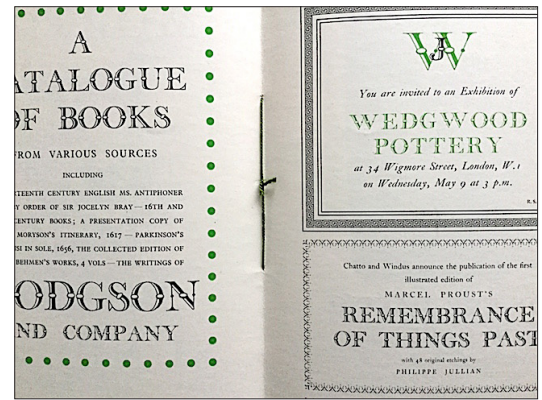 A
ATALOGUE
OF BOOKS
FROM VARIOUS SOURCES
INCLUDING
TEENTH CENTURY ENGLISH MS. ANTIPHONER
Y ORDER OF SIR JOCELYN BRAY — 16TH AND
CENTURY BOOKS; A PRESENTATION COPY OF
MORYSON'S ITINERARY, 1617 — PARKINSON'S
ISI IN SOLE, 1656, THE COLLECTED EDITION OF
BEHMEN'S WORKS, 4 VOLS — THE WRITINGS OF
ODGSON
ND COMPANY
JW
You are invited to an Exhibition of
WEDGWOOD
POTTERY
at 34 Wigmore Street, London, W.1
on Wednesday, May 9 at 3 p.m.
R.S.
Chatto and Windus announce the publication of the first
illustrated edition of
MARCEL PROUST'S
REMEMBRANCE
OF THINGS PAST
with 48 original etchings by
PHILIPPE JULLIAN